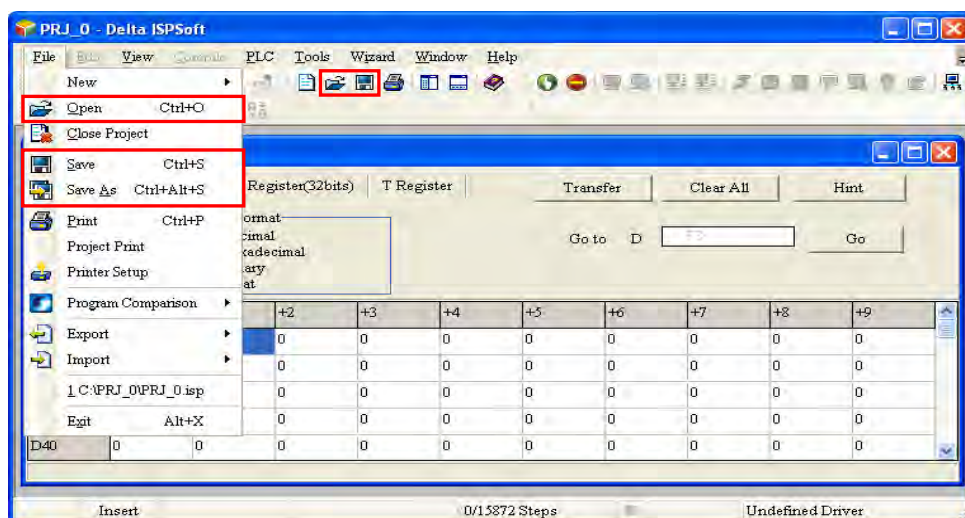 PRJ_0 - Delta ISPSoft
File Edit View Compile PLC Tools Wizard Window Help
New
Open Ctrl+O
Close Project
Save Ctrl+S
Save As Ctrl+Alt+S
Register(32bits) T Register Transfer Clear All Hint
Print Ctrl+P
ormat
cimal
Go to D Go
Project Print
xadecimal
ary
Printer Setup
at
Program Comparison
+2 +3 +4 +5 +6 +7 +8 +9
Export
0 0 0 0 0 0 0 0
Import
0 0 0 0 0 0 0 0
1 C:\PRJ_0\PRJ_0.isp
0 0 0 0 0 0 0 0
Exit Alt+X
0 0 0 0 0 0 0 0
D40 0 0 0 0 0 0 0 0 0 0
Insert 0/15872 Steps Undefined Driver